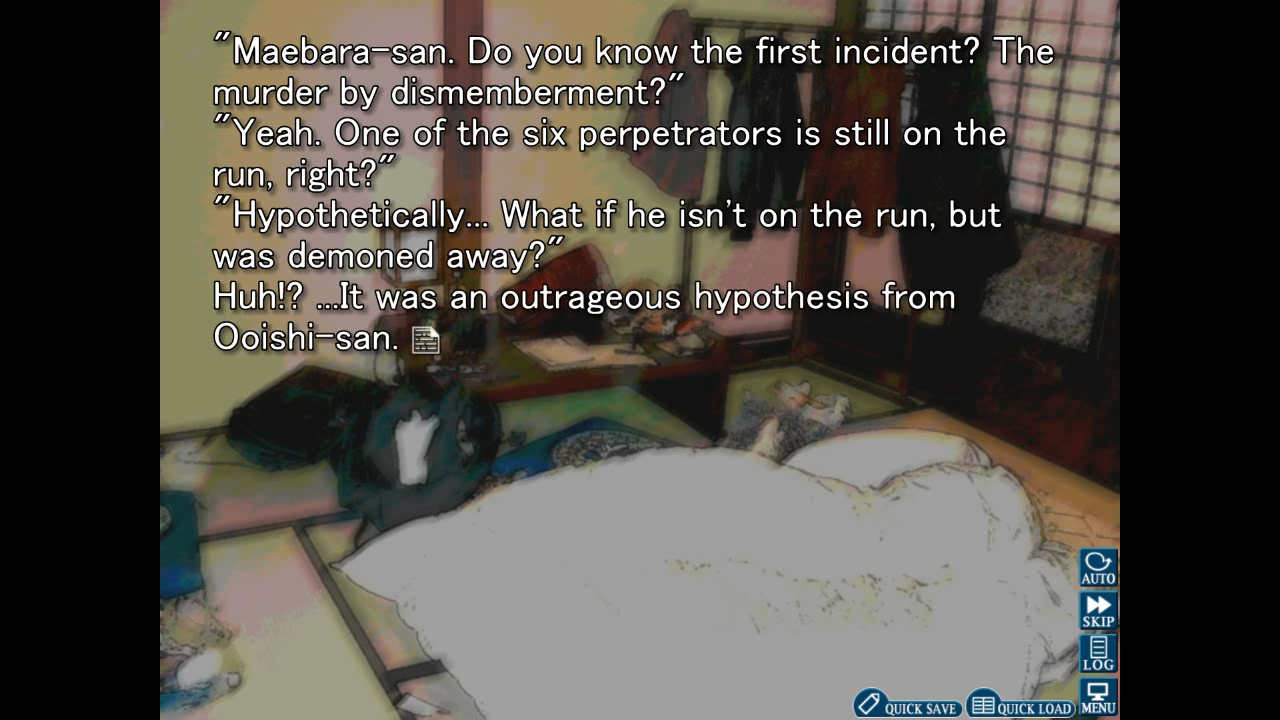 "Maebara-san. Do you know the first incident? The
murder by dismemberment?"
"Yeah. One of the six perpetrators is still on the
run, right?"
"Hypothetically... What if he isn't on the run, but
was demoned away?"
Huh!? ...It was an outrageous hypothesis from
Ooishi-san.
AUTO
SKIP
LOG
MENU
QUICK SAVE
QUICK LOAD